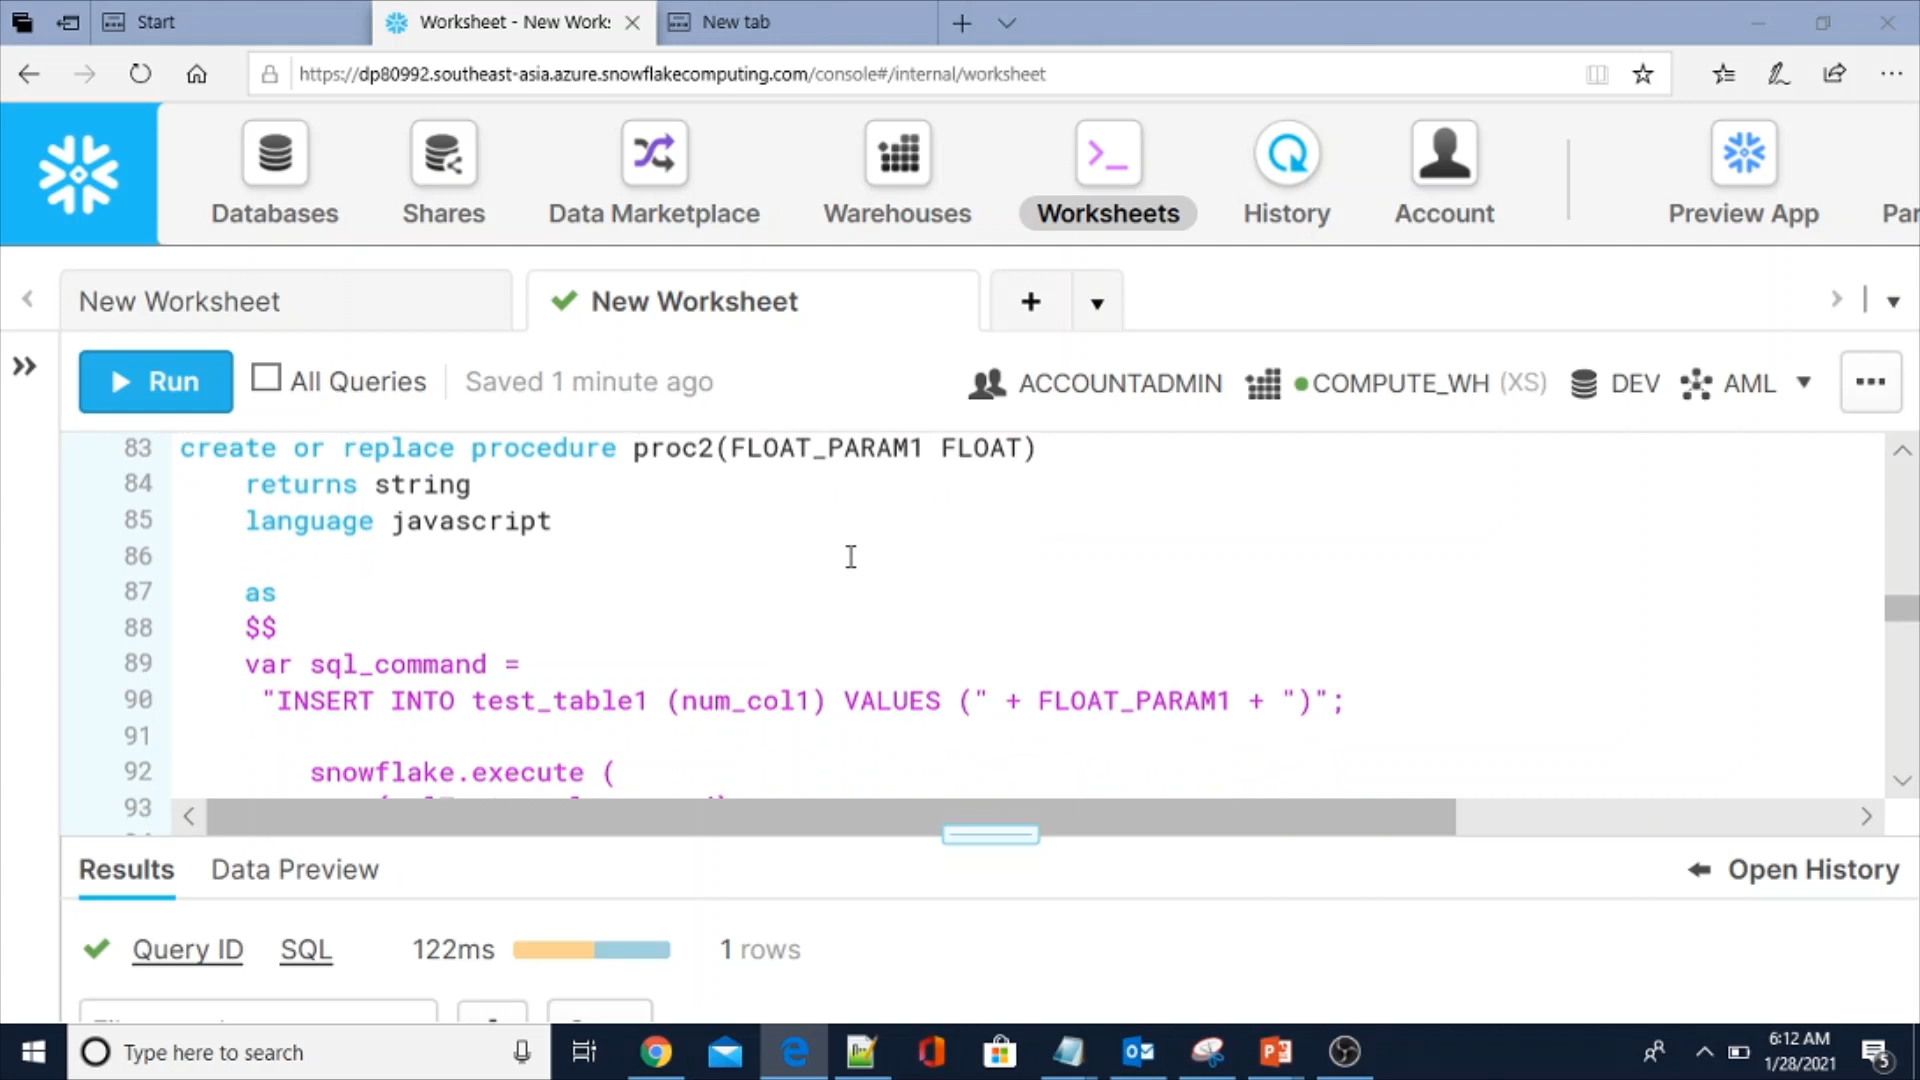 Start
Worksheet - New Work:
New tab
https://dp80992.southeast-asia.azure.snowflakecomputing.com/console#/internal/worksheet
Databases
Shares
Data Marketplace
Warehouses
Worksheets
History
Account
Preview App
Par
New Worksheet
New Worksheet
Run
All Queries
Saved 1 minute ago
ACCOUNTADMIN
COMPUTE_WH (XS)
DEV
AML
83 create or replace procedure proc2(FLOAT_PARAM1 FLOAT)
84 returns string
85 language javascript
86
87 as
88 $$
89 var sql_command =
90 "INSERT INTO test_table1 (num_col1) VALUES (" + FLOAT_PARAM1 + ")";
91
92 snowflake.execute (
93
Results
Data Preview
Open History
Query ID
SQL
122ms
1 rows
Type here to search
6:12 AM
1/28/2021
5